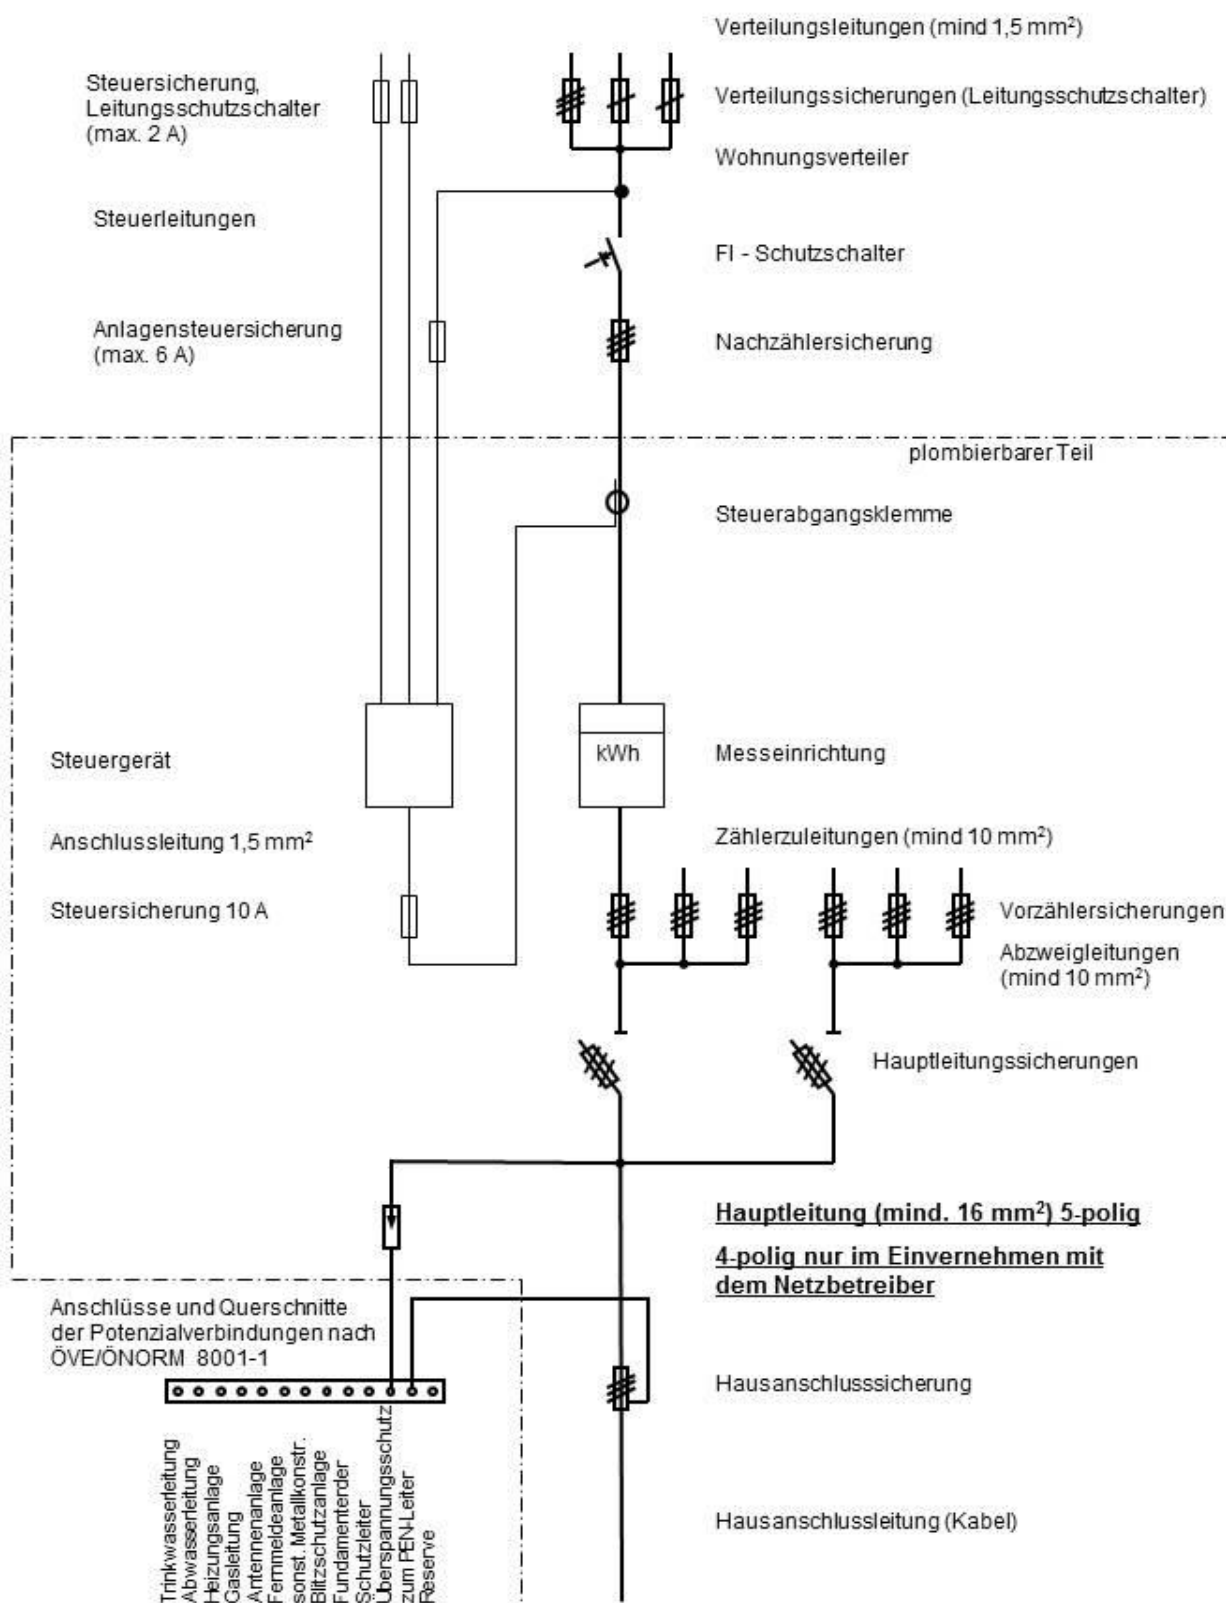 Verteilungsleitungen (mind 1,5 mm²)
Steuersicherung,
Leitungsschutzschalter
(max. 2 A)
Verteilungssicherungen (Leitungsschutzschalter)
Wohnungsverteiler
Steuerleitungen
FI - Schutzschalter
Anlagensteuersicherung
(max. 6 A)
Nachzählersicherung
plombierbarer Teil
Steuerabgangsklemme
Steuergerät
kWh
Messeinrichtung
Anschlussleitung 1,5 mm²
Zählerzuleitungen (mind 10 mm²)
Steuersicherung 10 A
Vorzählersicherungen
Abzweigleitungen
(mind 10 mm²)
Hauptleitungssicherungen
Hauptleitung (mind. 16 mm²) 5-polig
4-polig nur im Einvernehmen mit
dem Netzbetreiber
Anschlüsse und Querschnitte
der Potenzialverbindungen nach
ÖVE/ÖNORM 8001-1
Hausanschlusssicherung
Trinkwasserleitung
Abwasserleitung
Heizungsanlage
Gasleitung
Antennenanlage
Fernmeldeanlage
sonst. Metallkonstr.
Blitzschutzanlage
Fundamenterder
Schutzleiter
Überspannungsschutz
zum PEN-Leiter
Reserve
Hausanschlussleitung (Kabel)